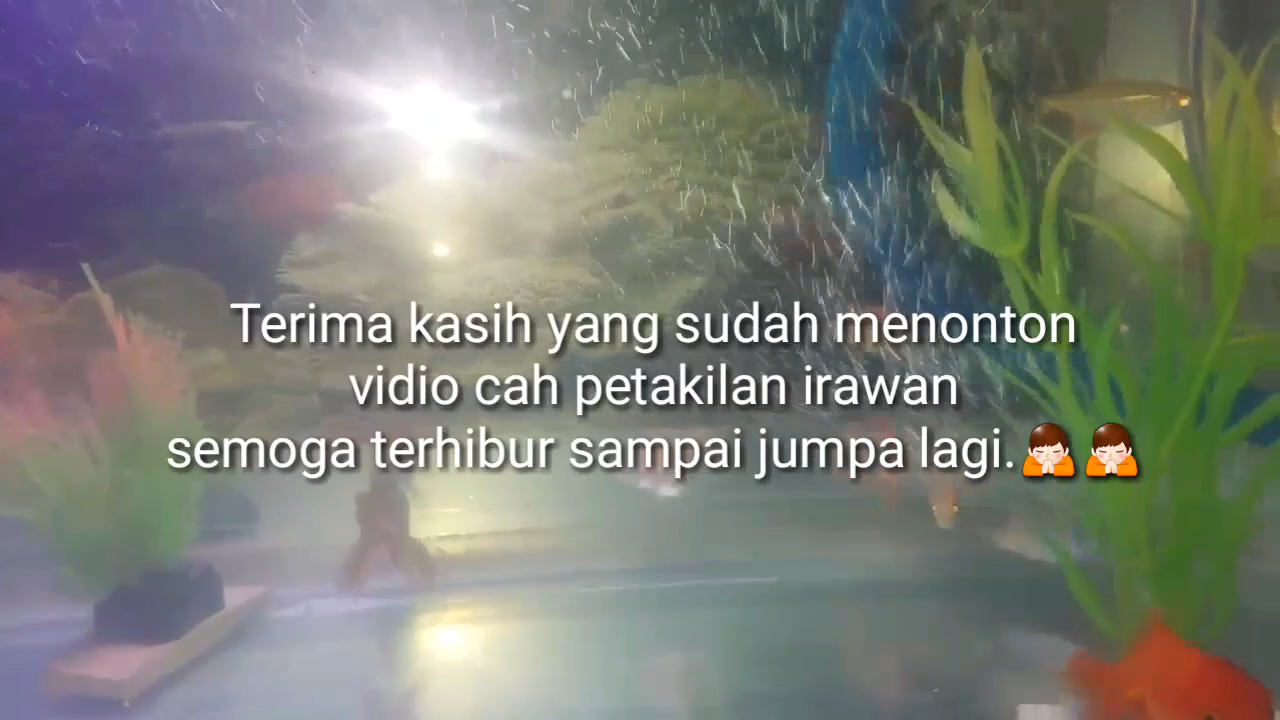 Terima kasih yang sudah menonton
vidio cah petakilan irawan
semoga terhibur sampai jumpa lagi.🙏🙏